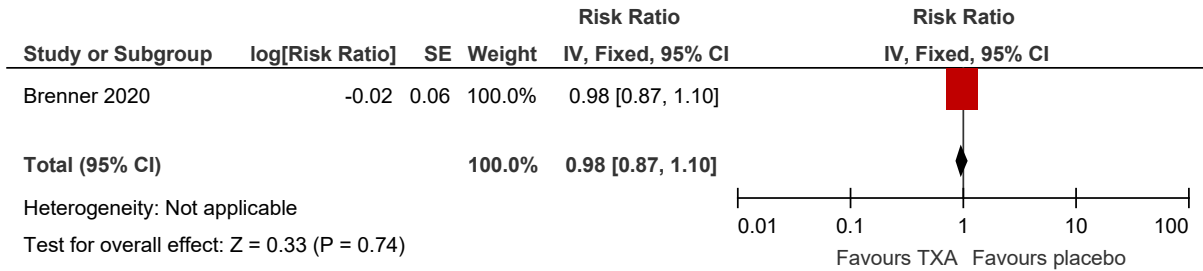 Risk Ratio Risk Ratio
Study or Subgroup log[Risk Ratio] SE Weight IV, Fixed, 95% CI IV, Fixed, 95% CI
Brenner 2020 -0.02 0.06 100.0% 0.98 [0.87, 1.10]
Total (95% CI) 100.0% 0.98 [0.87, 1.10]
Heterogeneity: Not applicable
Test for overall effect: Z = 0.33 (P = 0.74)
0.01 0.1 1 10 100
Favours TXA Favours placebo